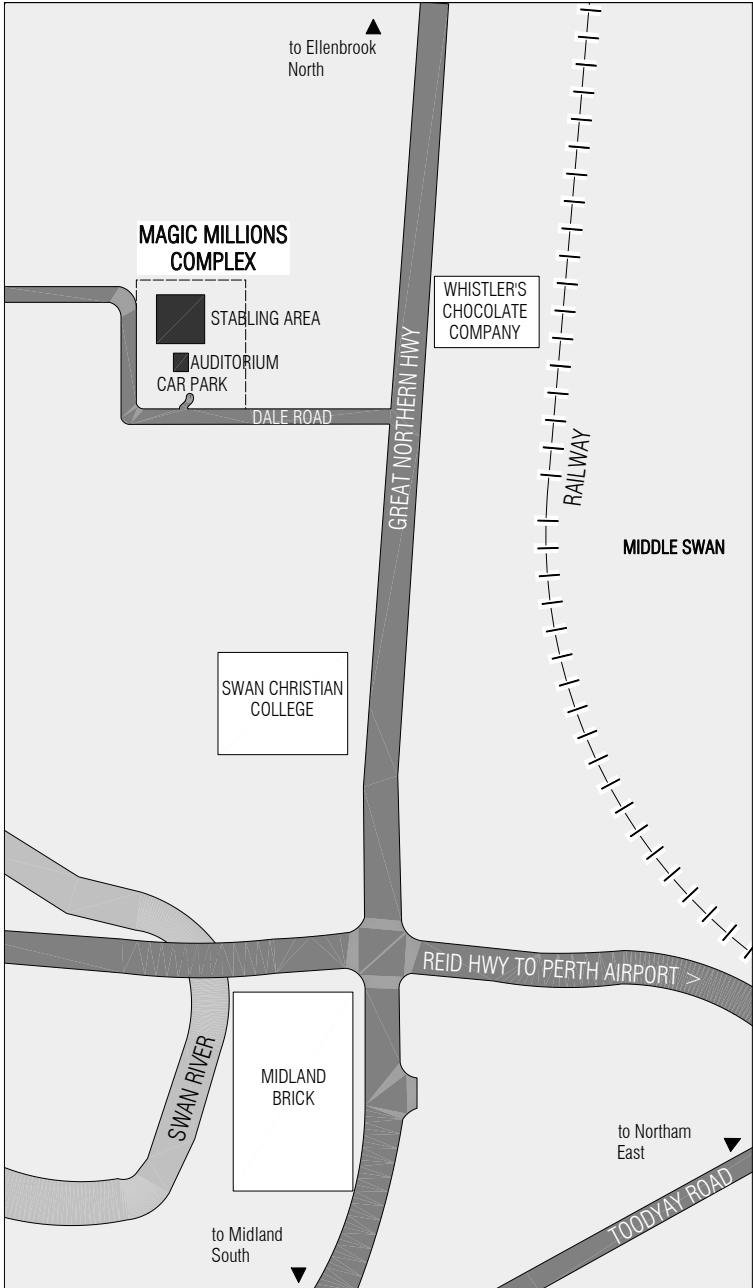 to Ellenbrook
North
MAGIC MILLIONS
COMPLEX
WHISTLER'S
CHOCOLATE
COMPANY
STABLING AREA
AUDITORIUM
CAR PARK
DALE ROAD
GREAT NORTHERN HWY
RAILWAY
MIDDLE SWAN
SWAN CHRISTIAN
COLLEGE
REID HWY TO PERTH AIRPORT >
SWAN RIVER
MIDLAND
BRICK
to Northam
East
TOODYAY ROAD
to Midland
South